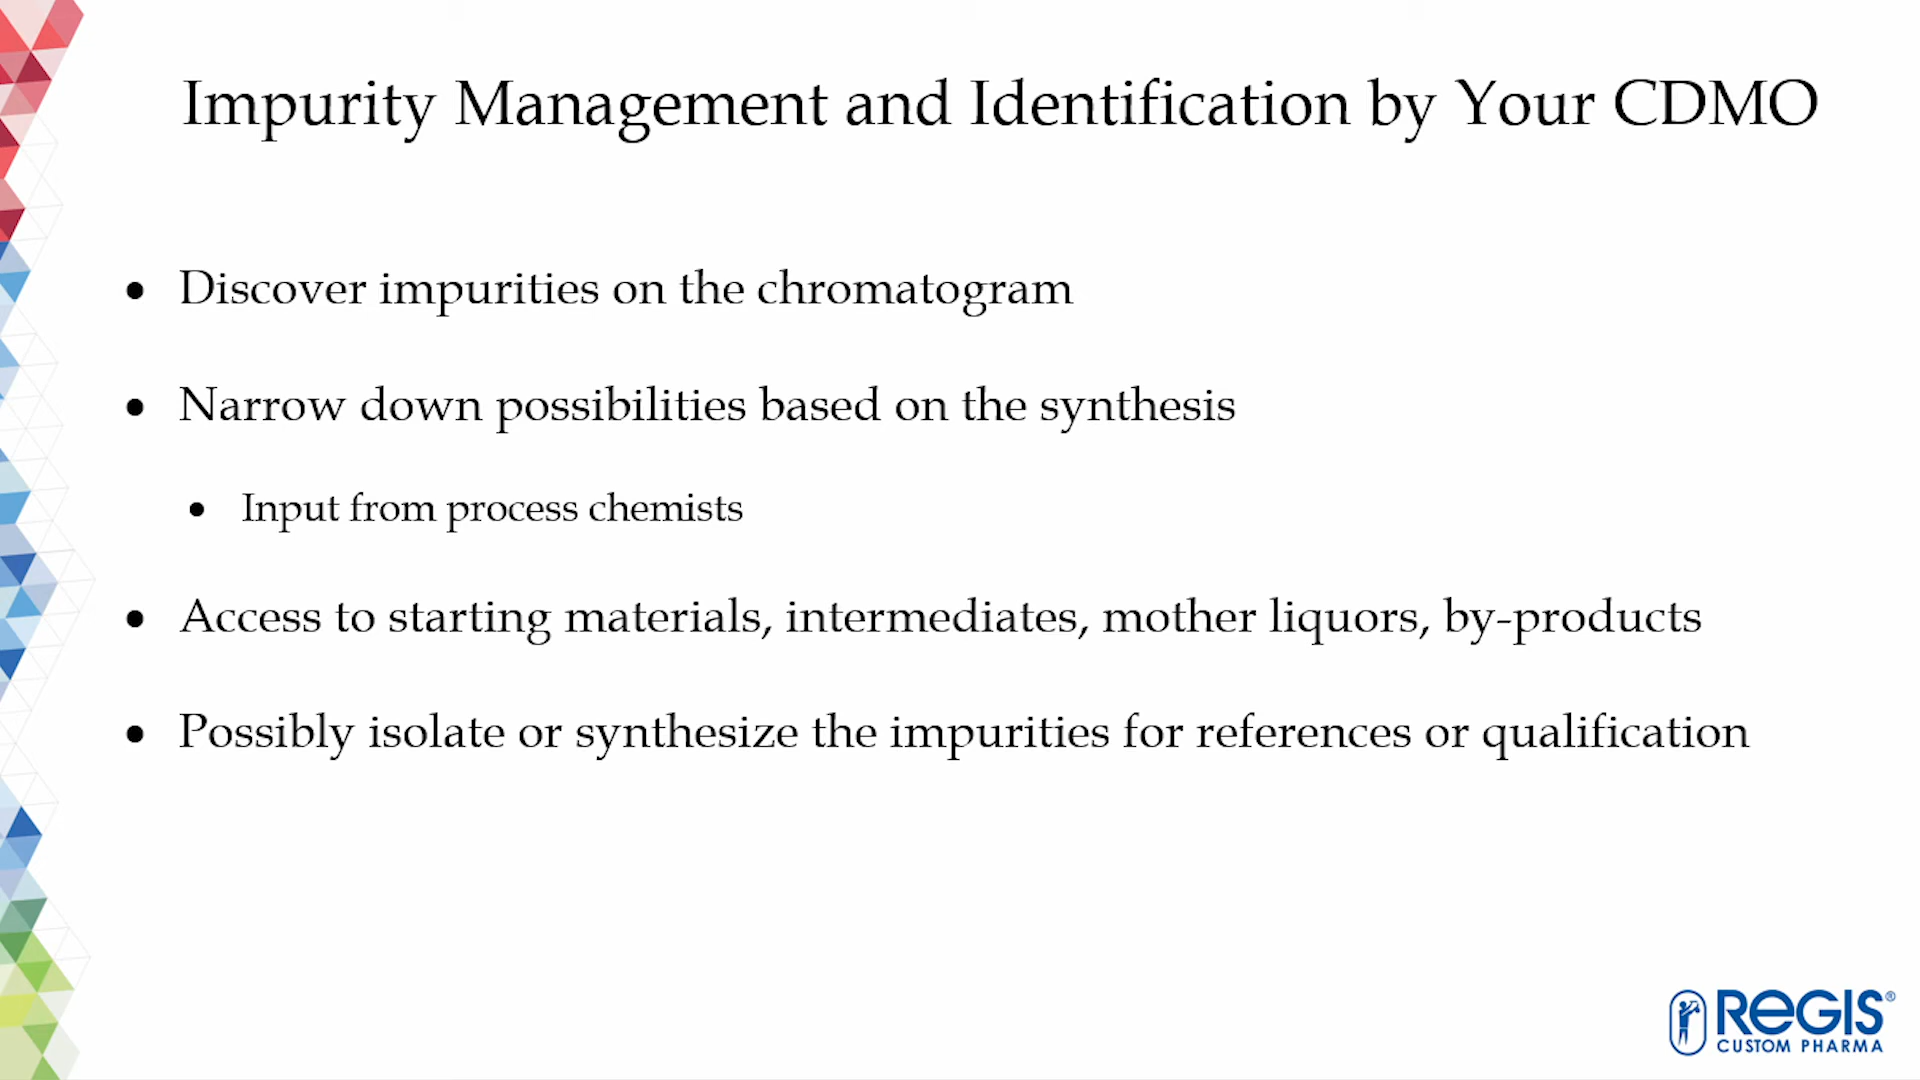 Impurity Management and Identification by Your CDMO
• Discover impurities on the chromatogram
• Narrow down possibilities based on the synthesis
• Input from process chemists
• Access to starting materials, intermediates, mother liquors, by-products
• Possibly isolate or synthesize the impurities for references or qualification
REGIS®
CUSTOM PHARMA